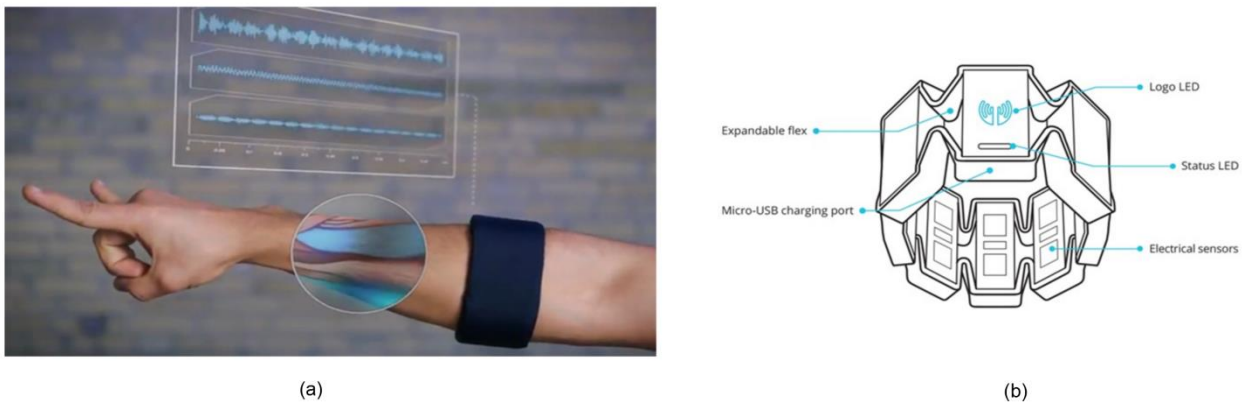 Logo LED
Expandable flex
Status LED
Micro-USB charging port
Electrical sensors
(a)
(b)